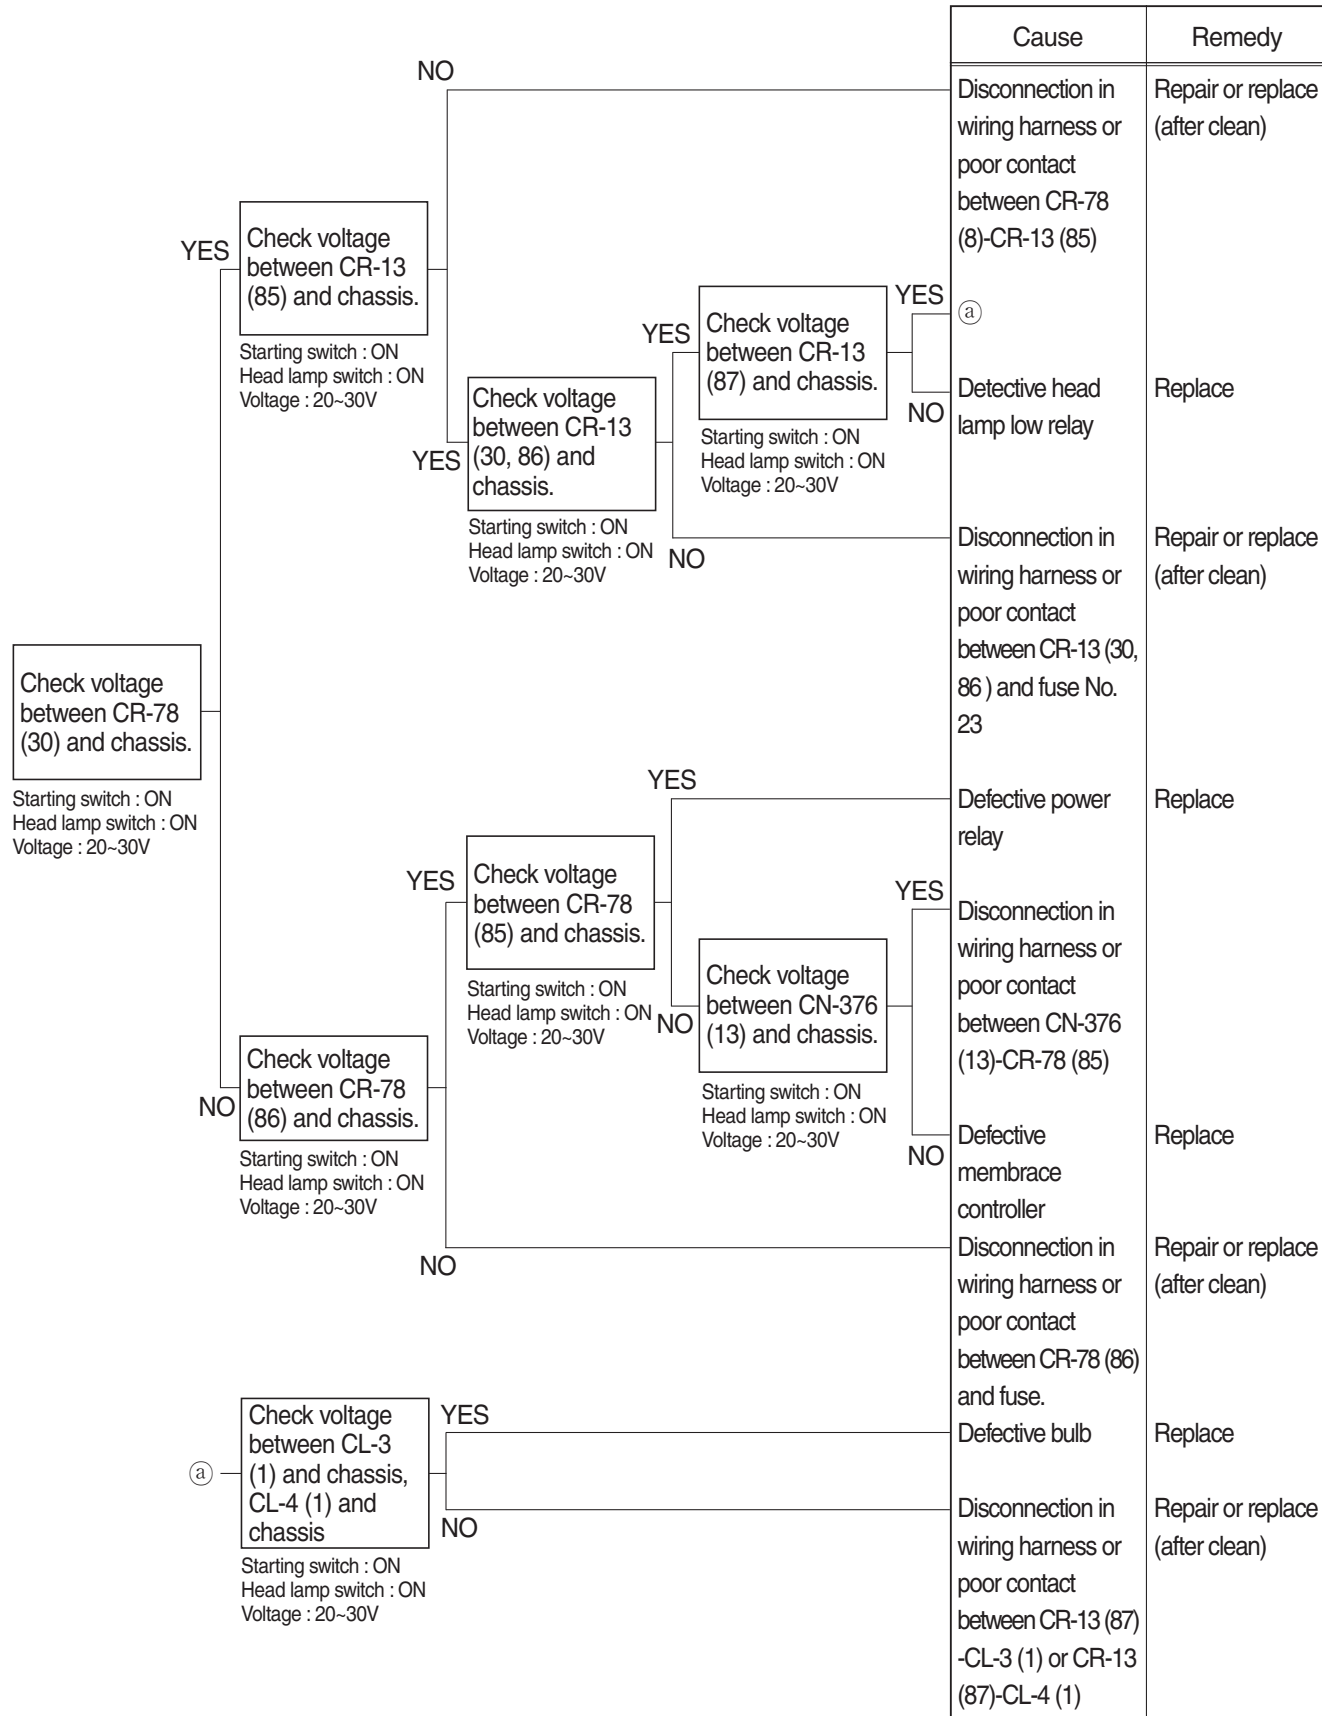 Cause
Remedy
NO
Disconnection in
wiring harness or
poor contact
between CR-78
(8)-CR-13 (85)
Repair or replace
(after clean)
YES
Check voltage
between CR-13
(85) and chassis.
Starting switch : ON
Head lamp switch : ON
Voltage : 20~30V
YES
Check voltage
between CR-13
(30, 86) and
chassis.
Starting switch : ON
Head lamp switch : ON
Voltage : 20~30V
YES
Check voltage
between CR-13
(87) and chassis.
Starting switch : ON
Head lamp switch : ON
Voltage : 20~30V
YES
ⓐ
NO
Detective head
lamp low relay
Replace
NO
Disconnection in
wiring harness or
poor contact
between CR-13 (30,
86 ) and fuse No.
23
Repair or replace
(after clean)
Check voltage
between CR-78
(30) and chassis.
Starting switch : ON
Head lamp switch : ON
Voltage : 20~30V
YES
Defective power
relay
Replace
YES
Check voltage
between CR-78
(85) and chassis.
Starting switch : ON
Head lamp switch : ON
Voltage : 20~30V
NO
Check voltage
between CN-376
(13) and chassis.
Starting switch : ON
Head lamp switch : ON
Voltage : 20~30V
YES
Disconnection in
wiring harness or
poor contact
between CN-376
(13)-CR-78 (85)
NO
Defective
membrace
controller
Replace
NO
Check voltage
between CR-78
(86) and chassis.
Starting switch : ON
Head lamp switch : ON
Voltage : 20~30V
NO
Disconnection in
wiring harness or
poor contact
between CR-78 (86)
and fuse.
Repair or replace
(after clean)
ⓐ
Check voltage
between CL-3
(1) and chassis,
CL-4 (1) and
chassis
Starting switch : ON
Head lamp switch : ON
Voltage : 20~30V
YES
Defective bulb
Replace
NO
Disconnection in
wiring harness or
poor contact
between CR-13 (87)
-CL-3 (1) or CR-13
(87)-CL-4 (1)
Repair or replace
(after clean)